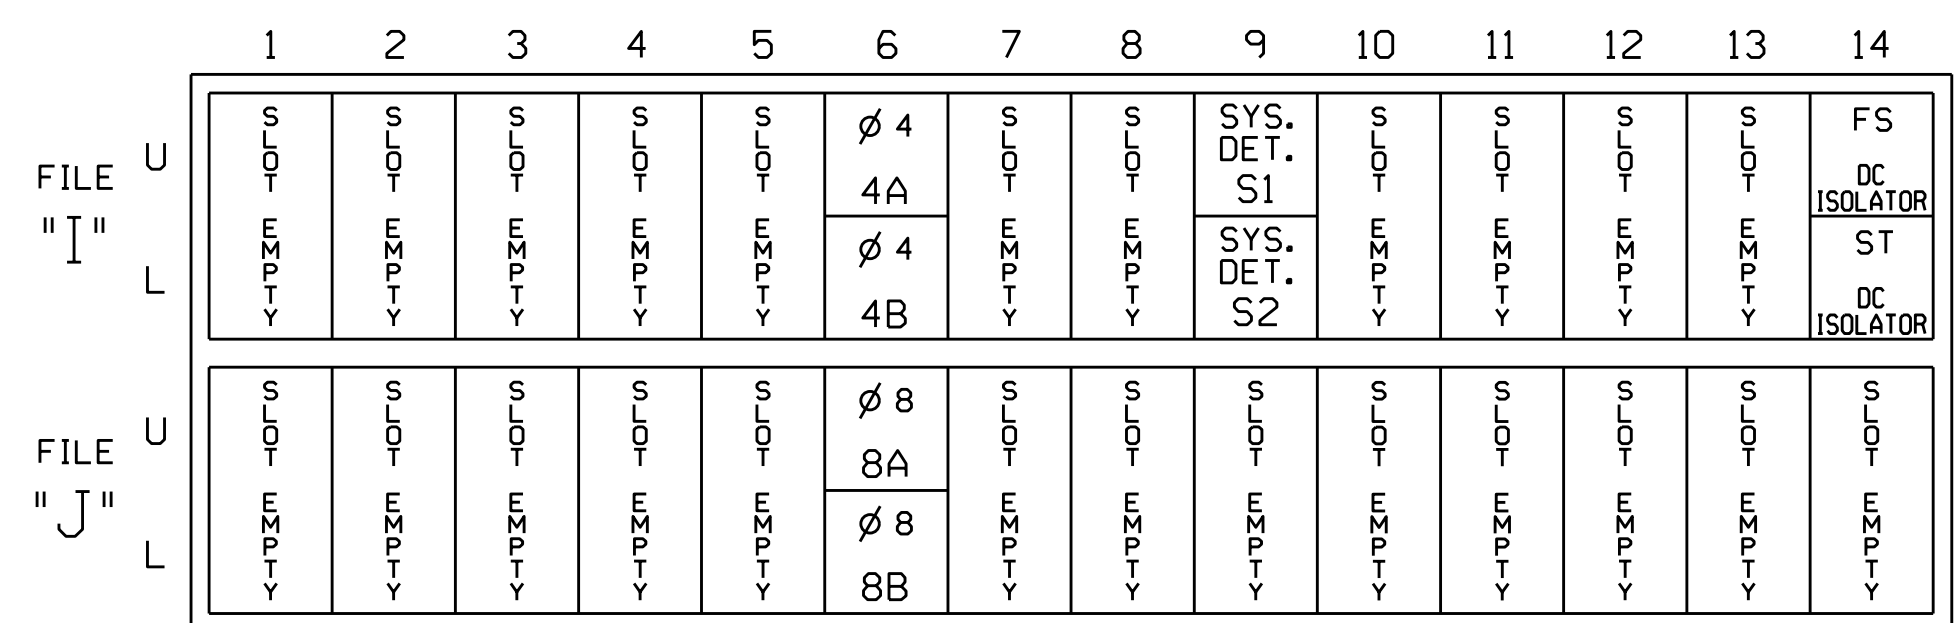 1 2 3 4 5 6 7 8 9 10 11 12 13 14
FILE "I"
U
L
SLOT EMPTY
SLOT EMPTY
SLOT EMPTY
SLOT EMPTY
SLOT EMPTY
Ø 4
4A
Ø 4
4B
SLOT EMPTY
SLOT EMPTY
SYS.
DET.
S1
SYS.
DET.
S2
SLOT EMPTY
SLOT EMPTY
SLOT EMPTY
SLOT EMPTY
FS
DC
ISOLATOR
ST
DC
ISOLATOR
FILE "J"
U
L
SLOT EMPTY
SLOT EMPTY
SLOT EMPTY
SLOT EMPTY
SLOT EMPTY
Ø 8
8A
Ø 8
8B
SLOT EMPTY
SLOT EMPTY
SLOT EMPTY
SLOT EMPTY
SLOT EMPTY
SLOT EMPTY
SLOT EMPTY
SLOT EMPTY